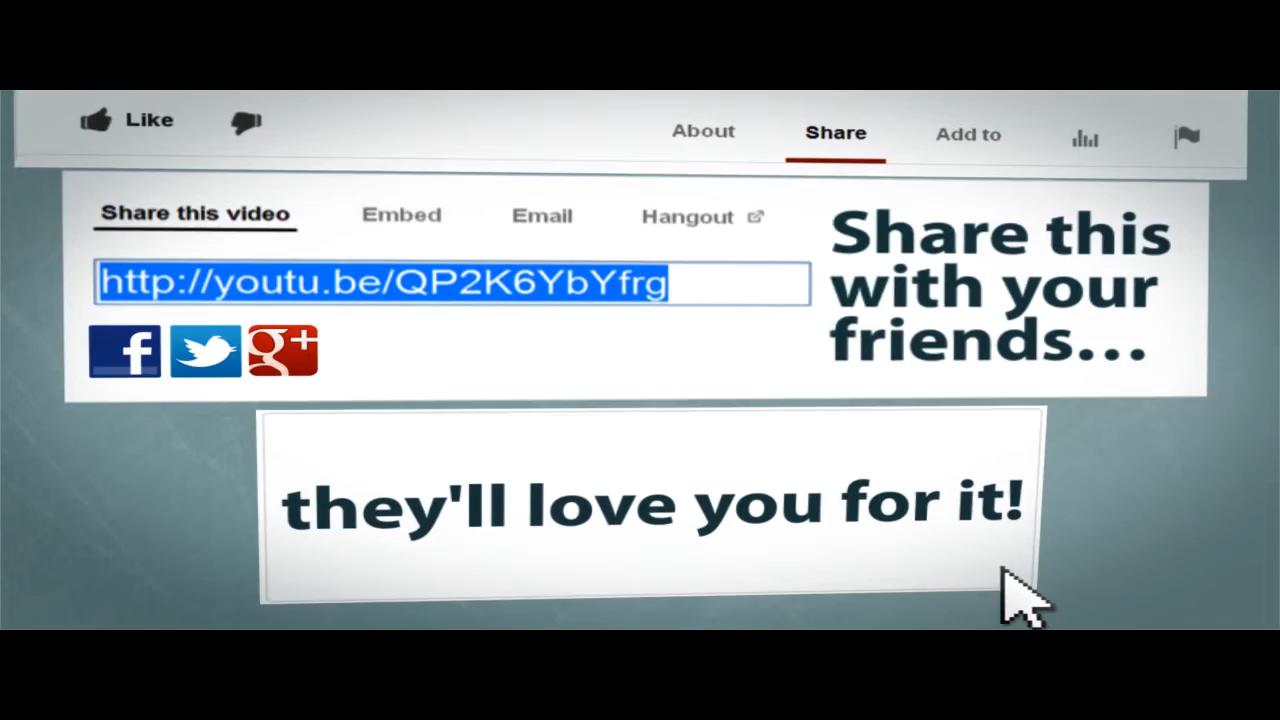 Like
About
Share
Add to
Share this video
Embed
Email
Hangout
http://youtu.be/QP2K6YbYfrg
f
g+
Share this
with your
friends...
they'll love you for it!